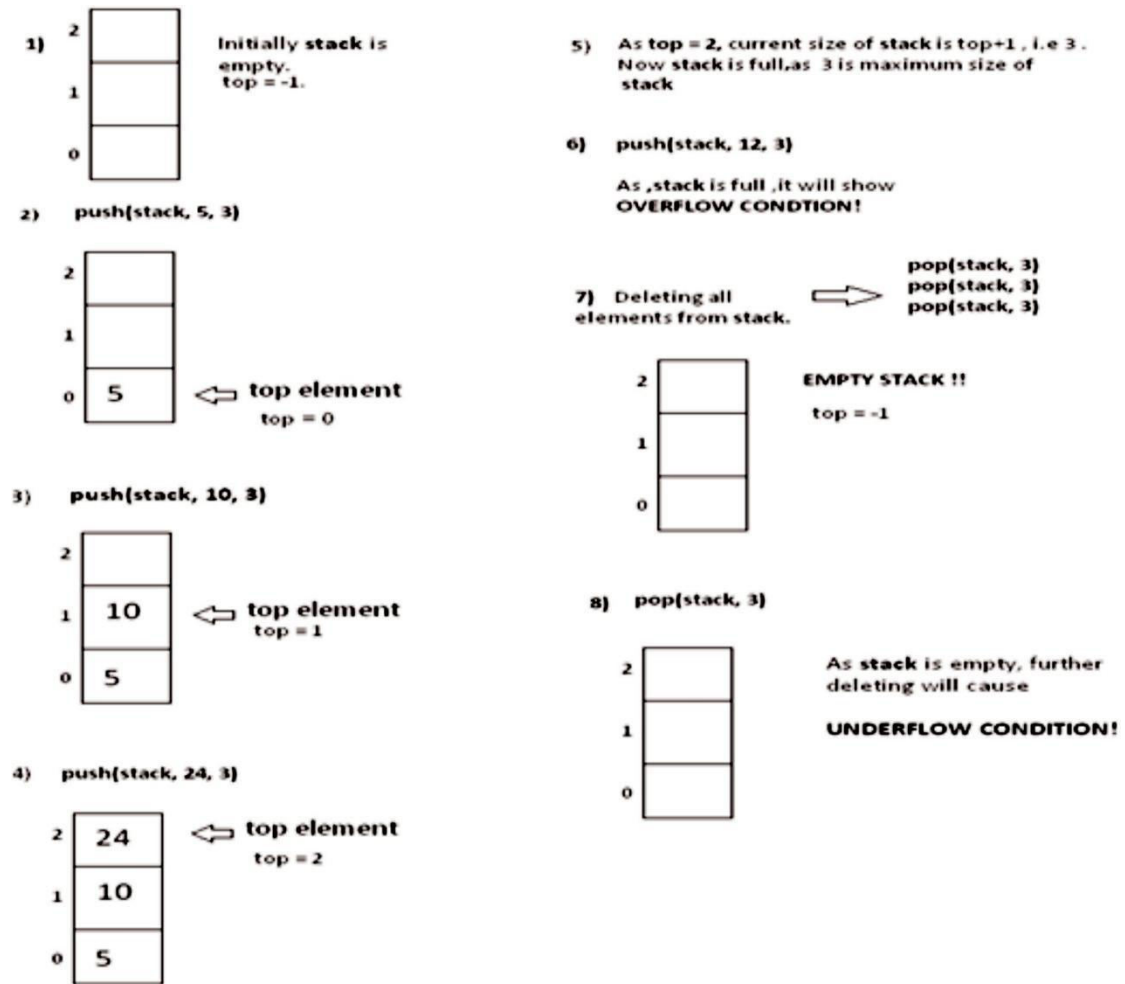 1)
2
1
0
Initially stack is
empty.
top = -1.
2) push(stack, 5, 3)
2
1
0 5
top element
top = 0
3) push(stack, 10, 3)
2
1 10
0 5
top element
top = 1
4) push(stack, 24, 3)
2 24
1 10
0 5
top element
top = 2
5) As top = 2, current size of stack is top+1 , i.e 3 .
Now stack is full,as 3 is maximum size of
stack
6) push(stack, 12, 3)
As ,stack is full ,it will show
OVERFLOW CONDTION!
7) Deleting all
elements from stack.
pop(stack, 3)
pop(stack, 3)
pop(stack, 3)
2
1
0
EMPTY STACK !!
top = -1
8) pop(stack, 3)
2
1
0
As stack is empty, further
deleting will cause
UNDERFLOW CONDITION!